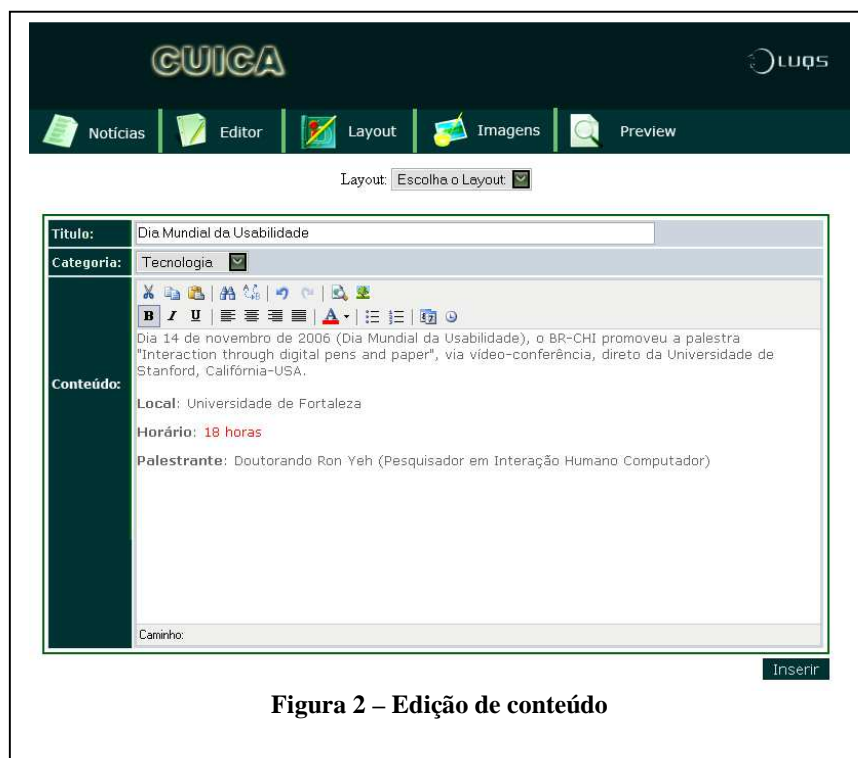 CUICA
LUQS
Notícias Editor Layout Imagens Preview
Layout: Escolha o Layout:
Título: Dia Mundial da Usabilidade
Categoria: Tecnologia
B I U A
Conteúdo:
Dia 14 de novembro de 2006 (Dia Mundial da Usabilidade), o BR-CHI promoveu a palestra
"Interaction through digital pens and paper", via vídeo-conferência, direto da Universidade de
Stanford, Califórnia-USA.
Local: Universidade de Fortaleza
Horário: 18 horas
Palestrante: Doutorando Ron Yeh (Pesquisador em Interação Humano Computador)
Caminho:
Inserir
Figura 2 – Edição de conteúdo